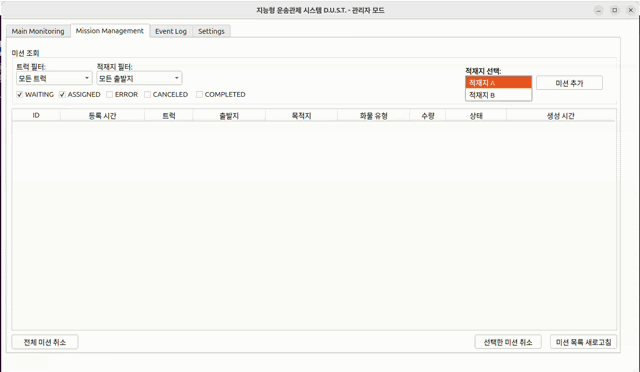 지능형 운송관제 시스템 D.U.S.T. - 관리자 모드
Main Monitoring Mission Management Event Log Settings
미션 조회
트럭 필터: 적재지 필터: 적재지 선택:
모든 트럭 모든 출발지 적재지 A 미션 추가
적재지 B
WAITING ASSIGNED ERROR CANCELED COMPLETED
ID 등록 시간 트럭 출발지 목적지 화물 유형 수량 상태 생성 시간
전체 미션 취소 선택한 미션 취소 미션 목록 새로고침